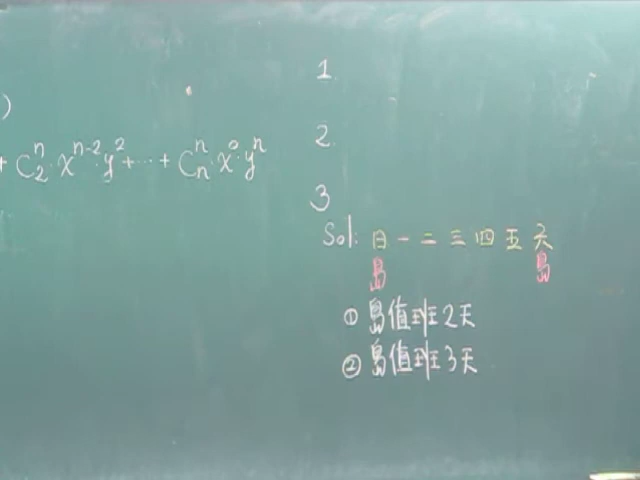 )
+ C₂ⁿ·xⁿ⁻²·y²+···+ Cₙⁿ·x⁰·yⁿ
1.
2.
3
Sol: 日 一 二 三 四 五 天
島 島
① 島值班2天
② 島值班3天